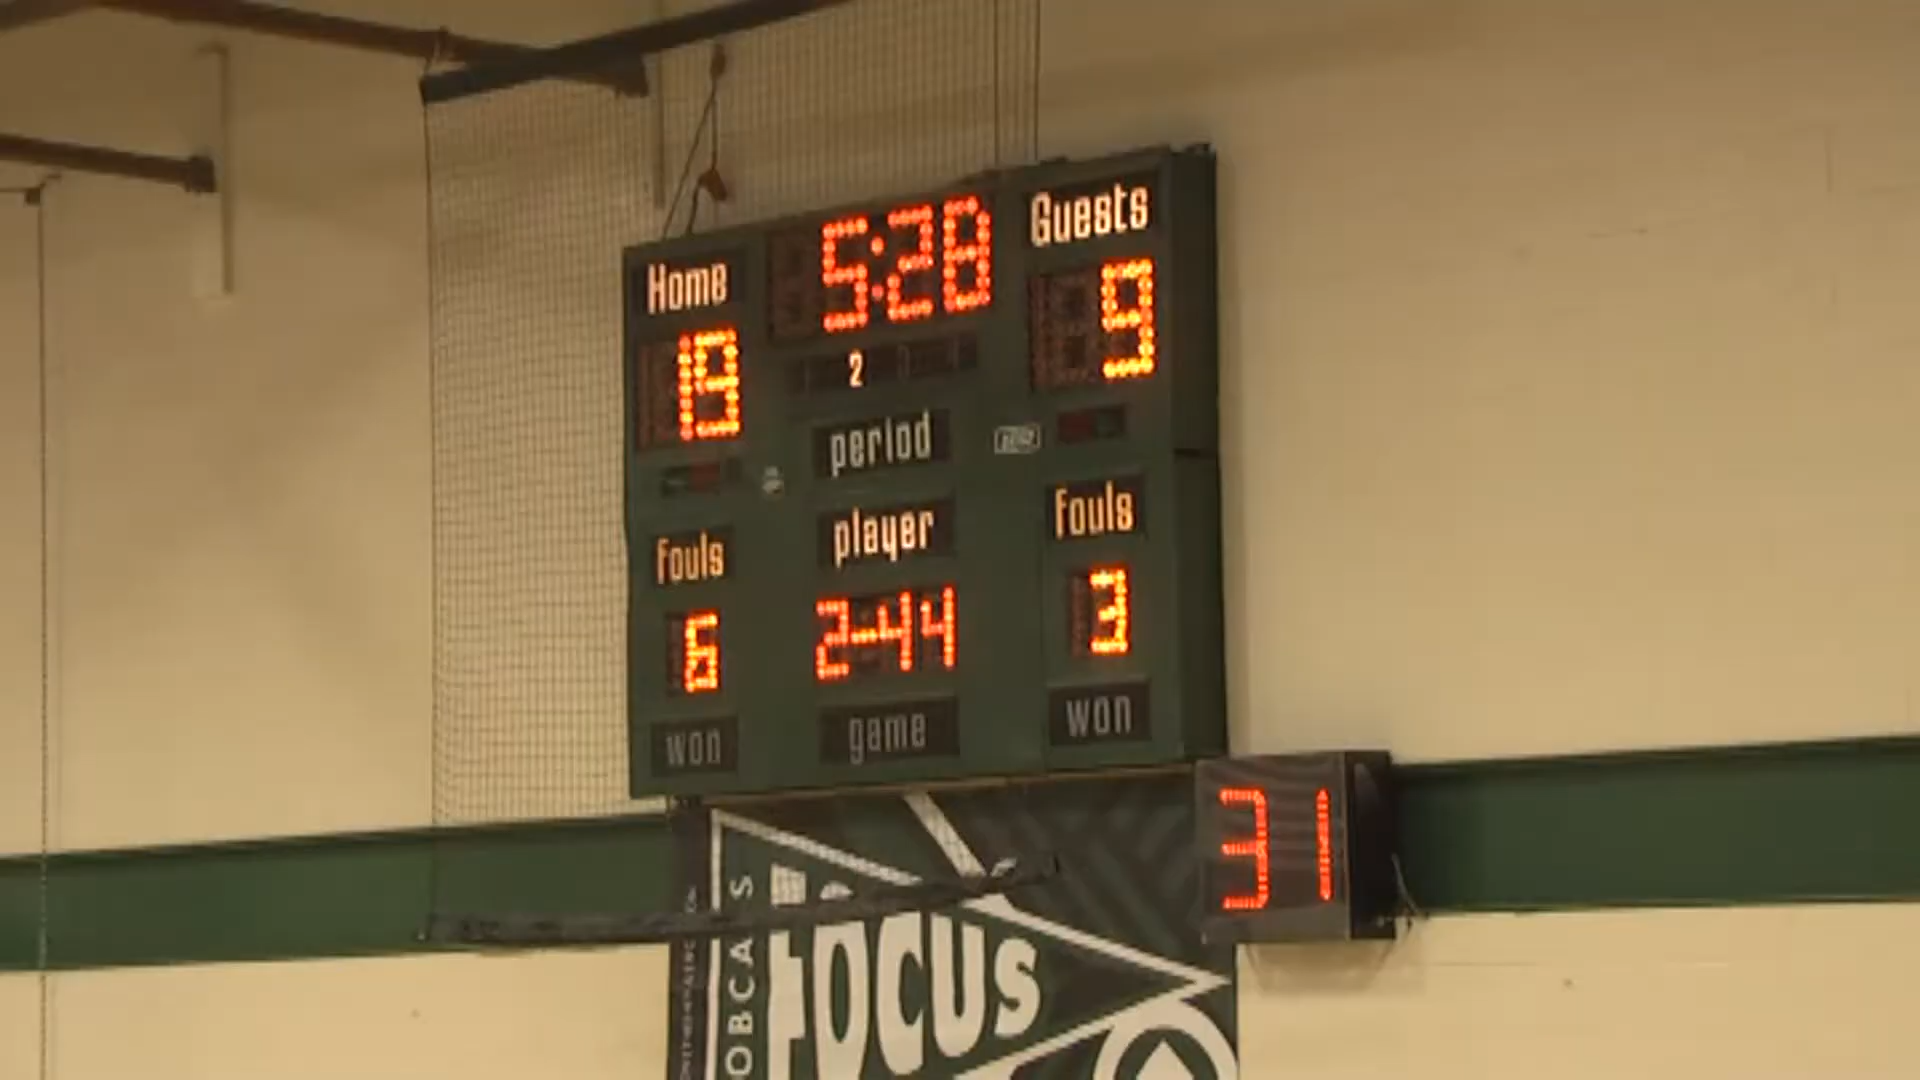 5:28
Home
Guests
18
9
2
period
fouls
player
fouls
6
2-44
3
won
game
won
31
FOCUS